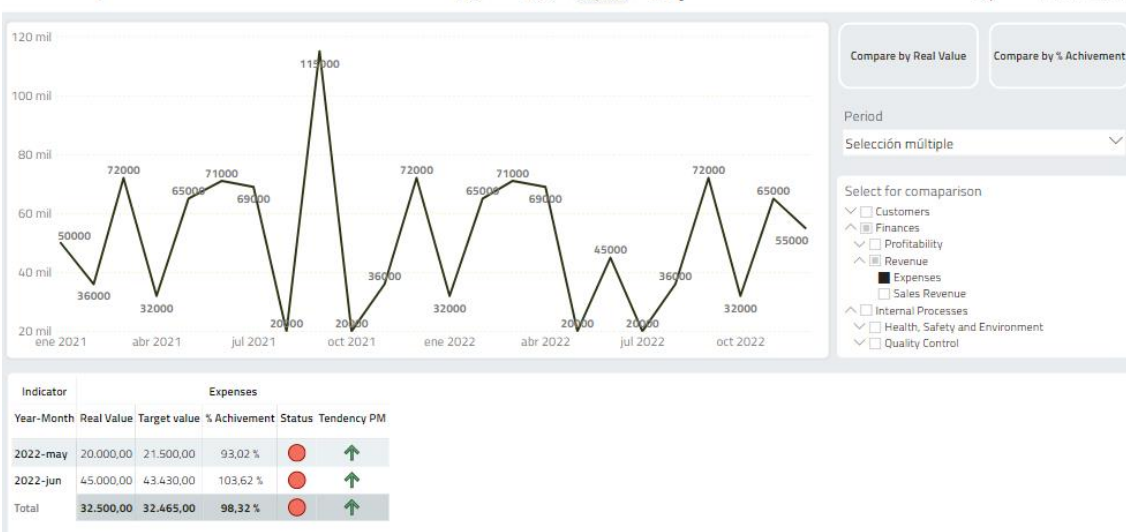 120 mil
100 mil
80 mil
60 mil
40 mil
20 mil
50000
36000
72000
32000
65000
71000
69000
20000
115000
20000
36000
72000
32000
65000
71000
69000
20000
45000
20000
36000
72000
32000
65000
55000
ene 2021 abr 2021 jul 2021 oct 2021 ene 2022 abr 2022 jul 2022 oct 2022
Compare by Real Value
Compare by % Achivement
Period
Selección múltiple
Select for comaparison
Customers
Finances
Profitability
Revenue
Expenses
Sales Revenue
Internal Processes
Health, Safety and Environment
Quality Control
Indicator Expenses
Year-Month Real Value Target value % Achivement Status Tendency PM
2022-may 20.000,00 21.500,00 93,02 %
2022-jun 45.000,00 43.430,00 103,62 %
Total 32.500,00 32.465,00 98,32 %